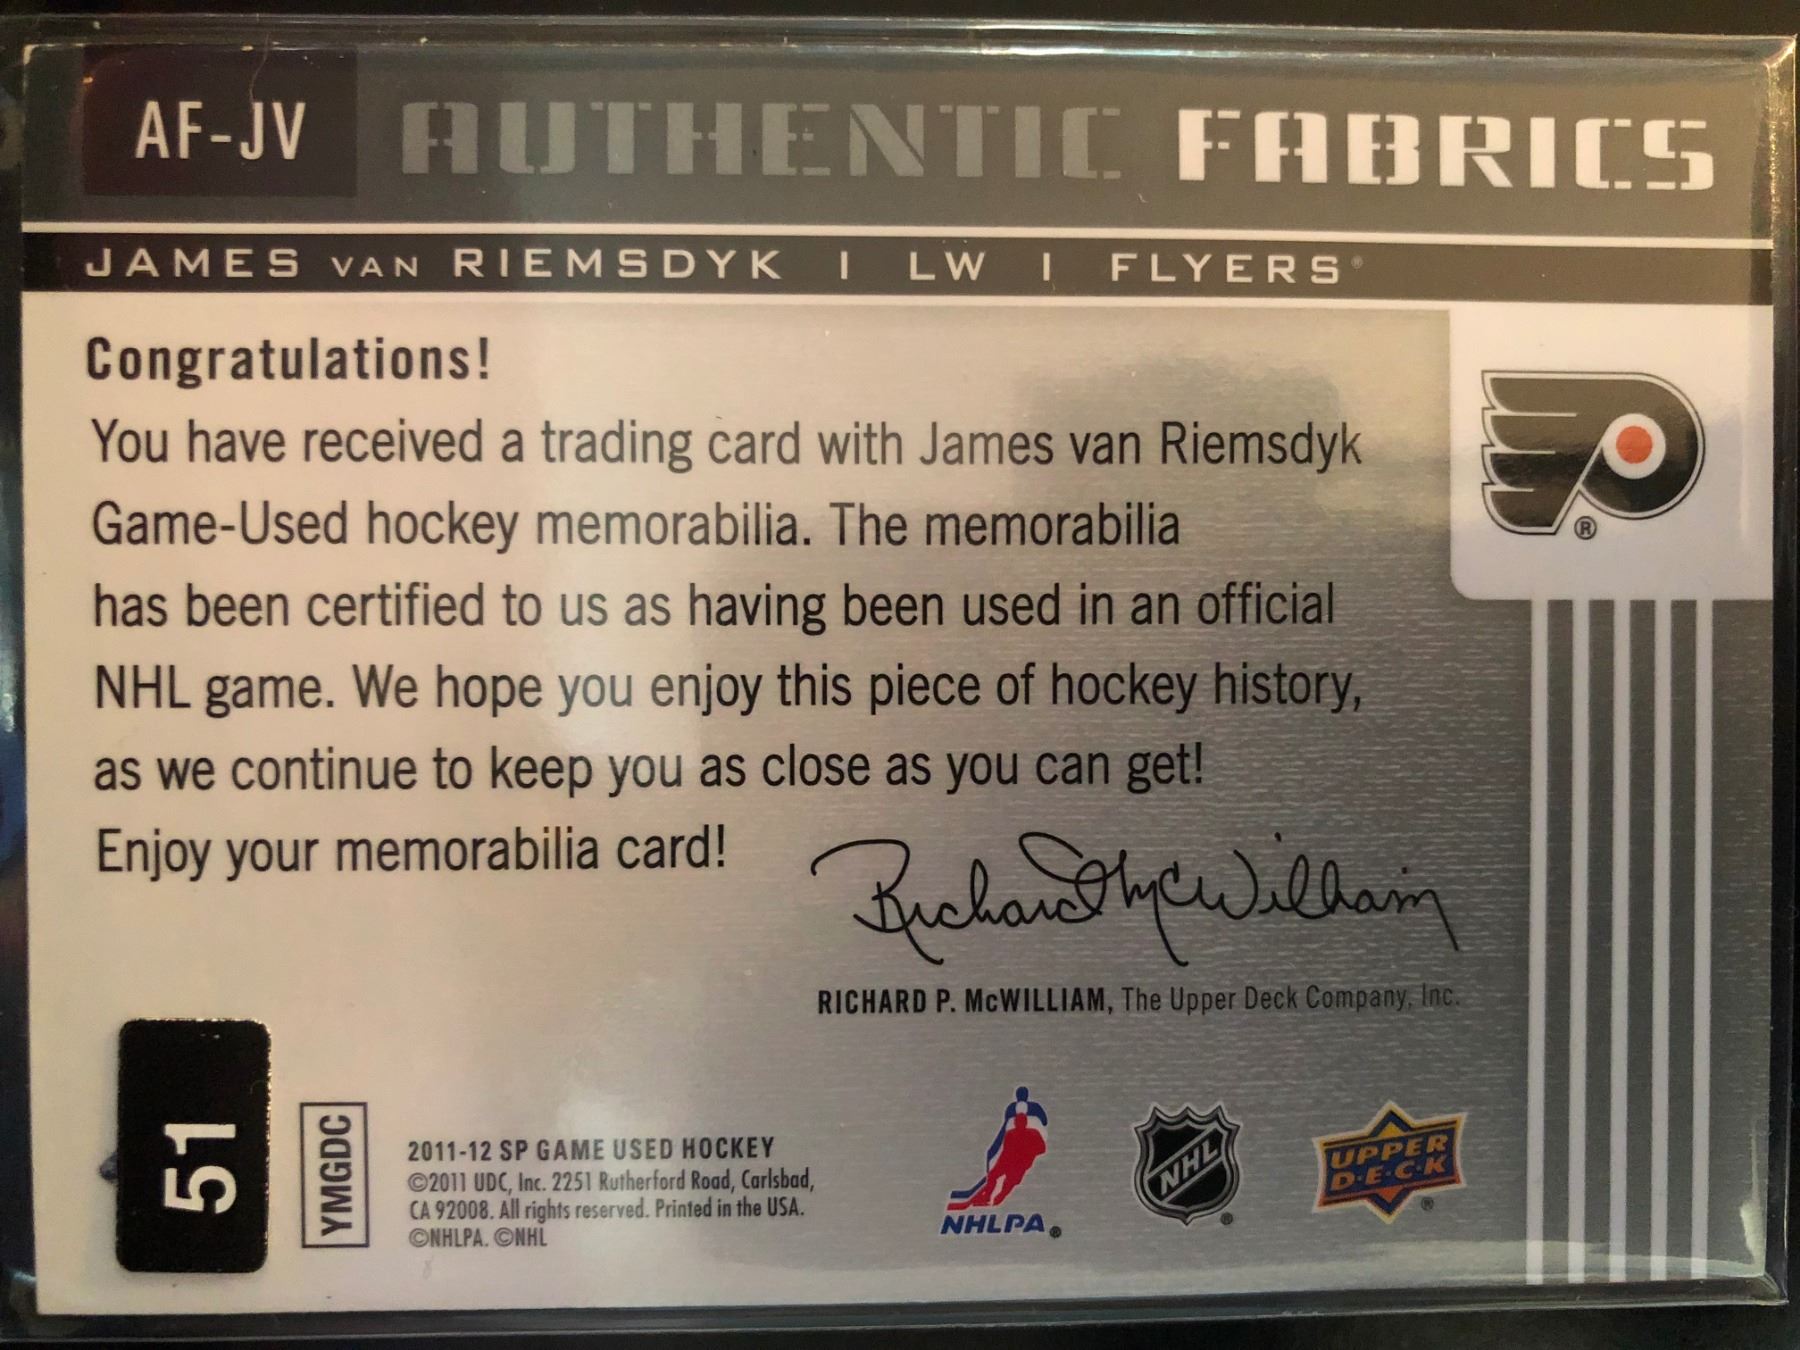 AF-JV AUTHENTIC FABRICS
JAMES VAN RIEMSDYK | LW | FLYERS®
Congratulations!
You have received a trading card with James van Riemsdyk
Game-Used hockey memorabilia. The memorabilia
has been certified to us as having been used in an official
NHL game. We hope you enjoy this piece of hockey history,
as we continue to keep you as close as you can get!
Enjoy your memorabilia card!
®
Richard McWilliam
RICHARD P. McWILLIAM, The Upper Deck Company, Inc.
51
YMGDC
2011-12 SP GAME USED HOCKEY
©2011 UDC, Inc. 2251 Rutherford Road, Carlsbad,
CA 92008. All rights reserved. Printed in the USA.
©NHLPA. ©NHL
NHLPA®
NHL®
UPPER
D·E·C·K®